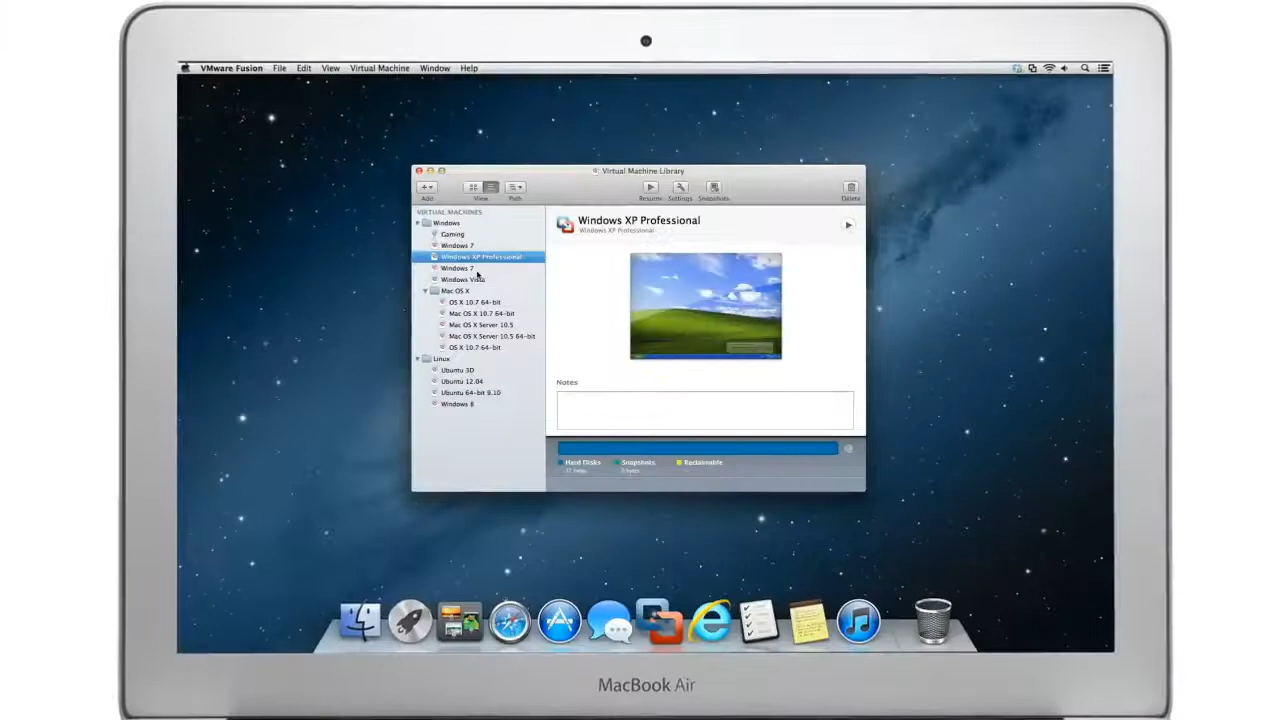 VMware Fusion File Edit View Virtual Machine Window Help
Virtual Machine Library
Add View Path Resume Settings Snapshots Delete
VIRTUAL MACHINES
Windows
Gaming
Windows 7
Windows XP Professional
Windows 7
Windows Vista
Mac OS X
OS X 10.7 64-bit
Mac OS X 10.7 64-bit
Mac OS X Server 10.5
Mac OS X Server 10.5 64-bit
OS X 10.7 64-bit
Linux
Ubuntu 3D
Ubuntu 12.04
Ubuntu 64-bit 9.10
Windows 8
Windows XP Professional
Windows XP Professional
Notes
Hard Disks Snapshots Reclaimable
MacBook Air